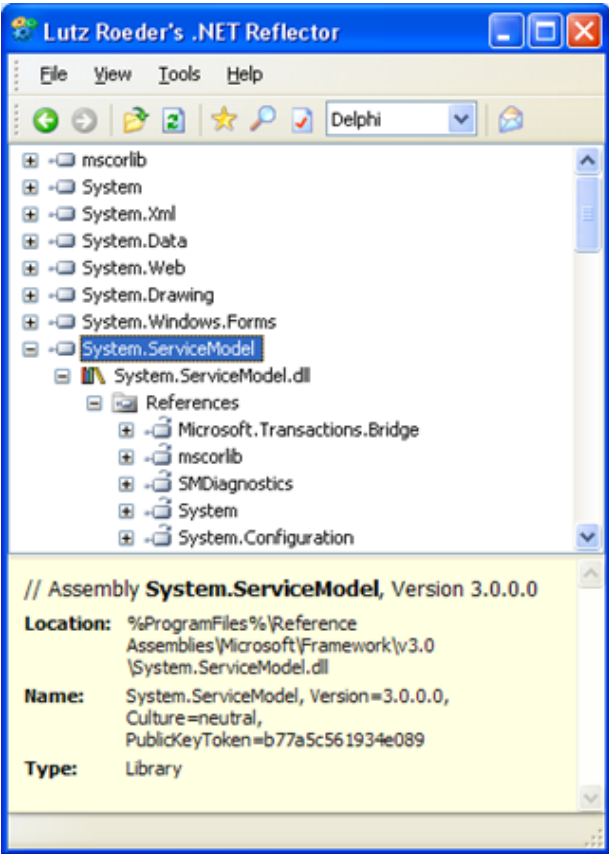 Lutz Roeder's .NET Reflector
File View Tools Help
Delphi
mscorlib
System
System.Xml
System.Data
System.Web
System.Drawing
System.Windows.Forms
System.ServiceModel
System.ServiceModel.dll
References
Microsoft.Transactions.Bridge
mscorlib
SMDiagnostics
System
System.Configuration
// Assembly System.ServiceModel, Version 3.0.0.0
Location: %ProgramFiles%\Reference
Assemblies\Microsoft\Framework\v3.0
\System.ServiceModel.dll
Name: System.ServiceModel, Version=3.0.0.0,
Culture=neutral,
PublicKeyToken=b77a5c561934e089
Type: Library